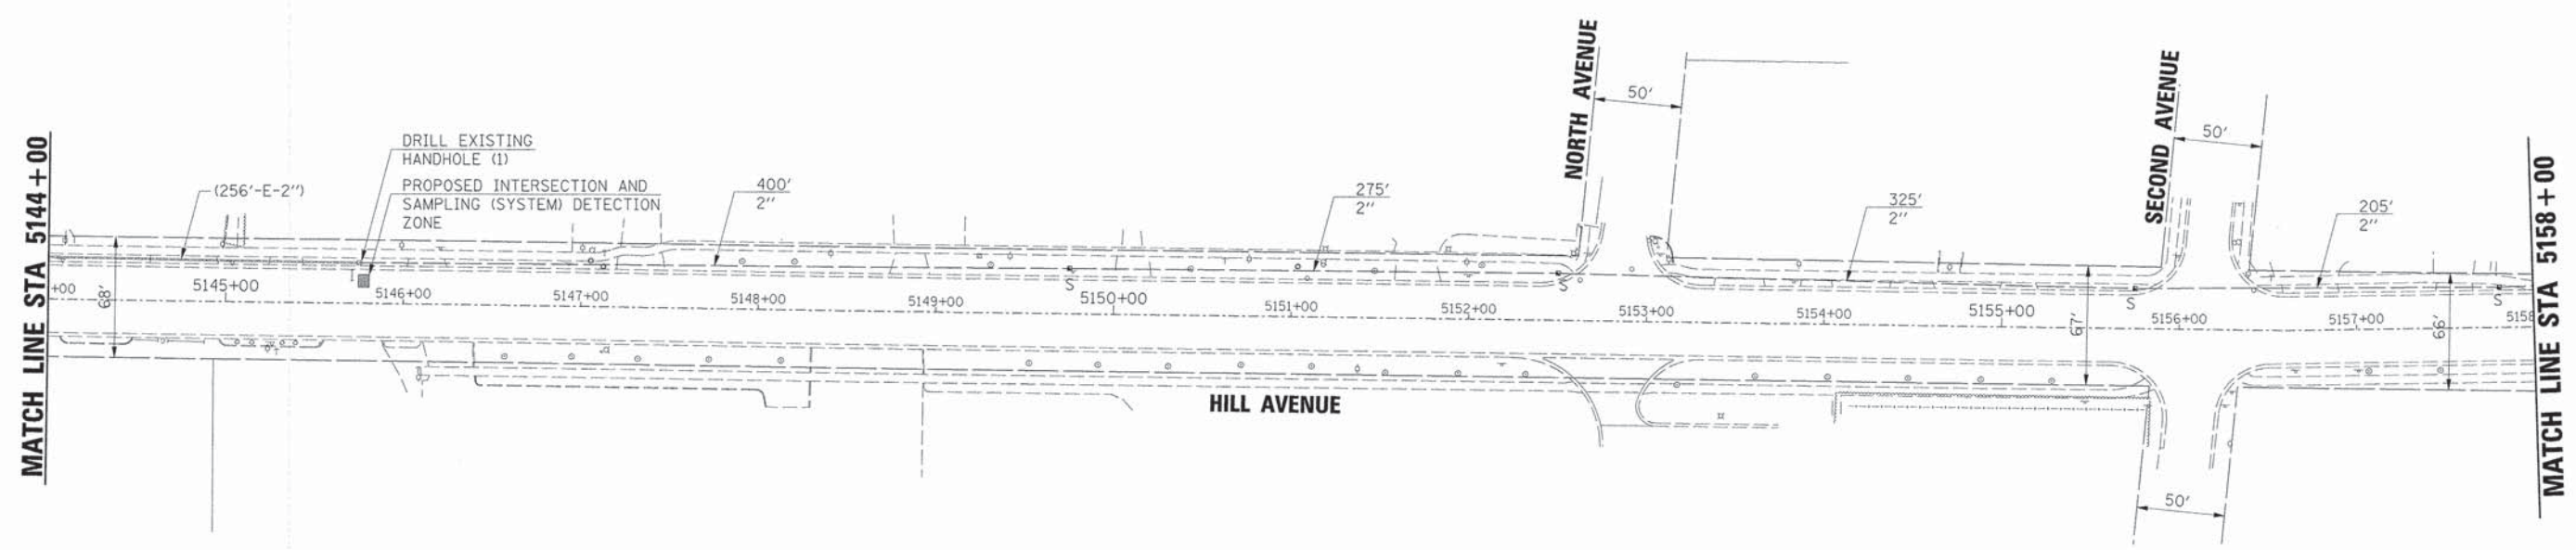 MATCH LINE STA 5144+00
(256'-E-2")
DRILL EXISTING
HANDHOLE (1)
PROPOSED INTERSECTION AND
SAMPLING (SYSTEM) DETECTION
ZONE
400'
2"
275'
2"
NORTH AVENUE
50'
325'
2"
SECOND AVENUE
50'
205'
2"
MATCH LINE STA 5158+00
+00
68'
5145+00
5146+00
5147+00
5148+00
5149+00
S
5150+00
5151+00
5152+00
S
5153+00
5154+00
5155+00
67'
S
5156+00
5157+00
66'
S
5158
HILL AVENUE
50'